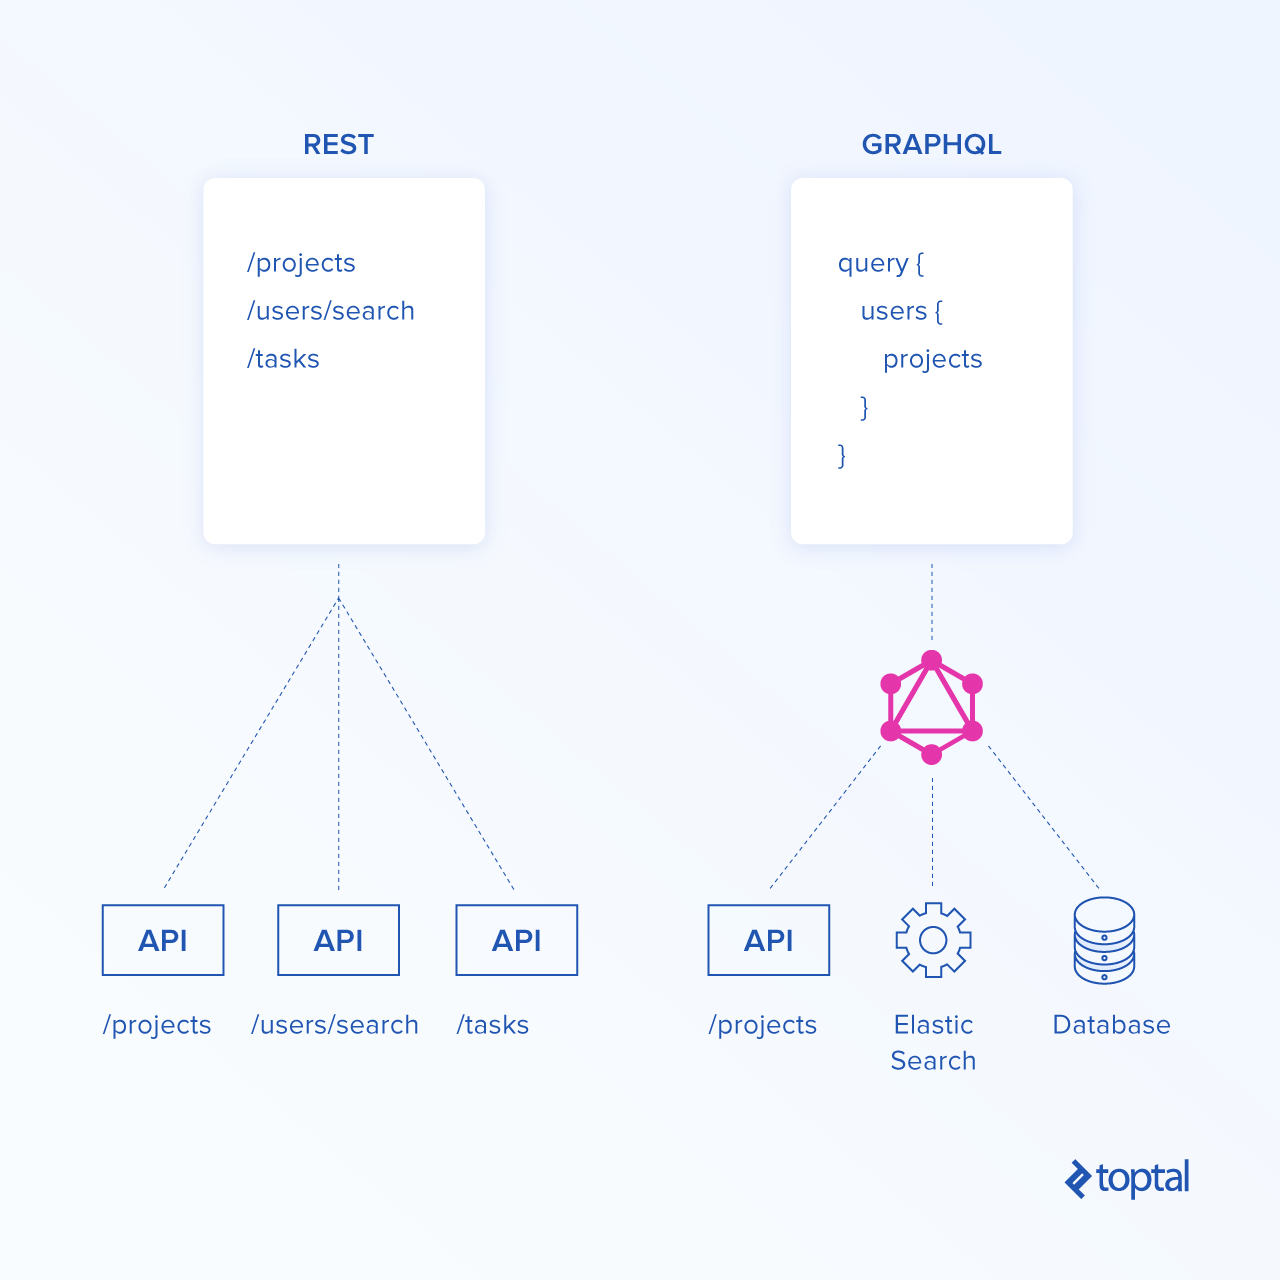 REST
/projects
/users/search
/tasks
API
/projects
API
/users/search
API
/tasks
GRAPHQL
query {
users {
projects
}
}
API
/projects
Elastic
Search
Database
toptal